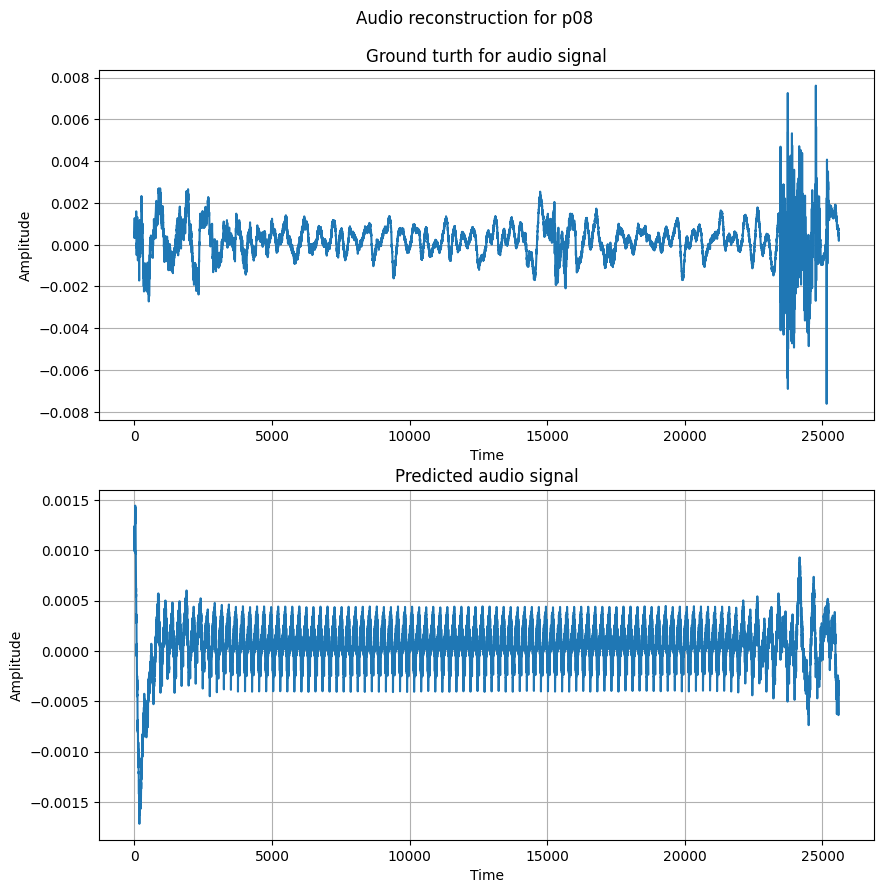 Audio reconstruction for p08
Ground turth for audio signal
0.008
0.006
0.004
0.002
0.000
−0.002
−0.004
−0.006
−0.008
Amplitude
0 5000 10000 15000 20000 25000
Time
Predicted audio signal
0.0015
0.0010
0.0005
0.0000
−0.0005
−0.0010
−0.0015
Amplitude
0 5000 10000 15000 20000 25000
Time